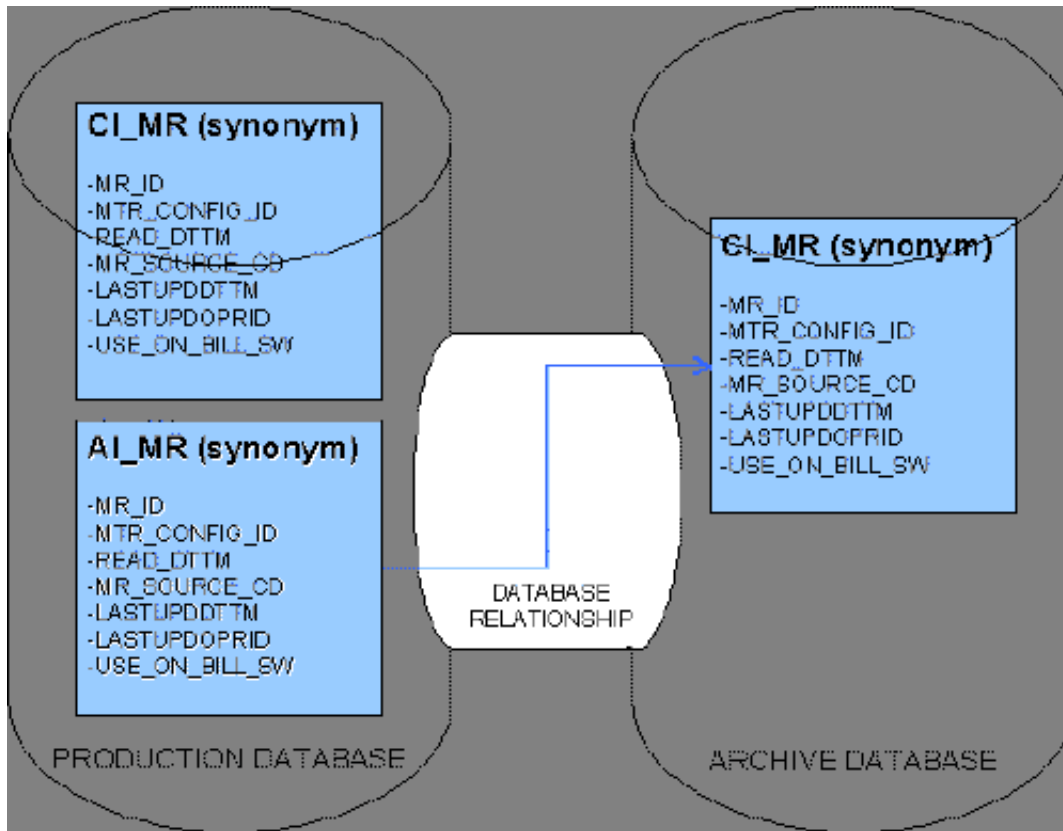 CI_MR (synonym)
-MR_ID
-MTR_CONFIG_ID
-READ_DTTM
-MR_SOURCE_CD
-LASTUPDDTTM
-LASTUPDOPRID
-USE_ON_BILL_SW
AI_MR (synonym)
-MR_ID
-MTR_CONFIG_ID
-READ_DTTM
-MR_SOURCE_CD
-LASTUPDDTTM
-LASTUPDOPRID
-USE_ON_BILL_SW
PRODUCTION DATABASE
DATABASE
RELATIONSHIP
CI_MR (synonym)
-MR_ID
-MTR_CONFIG_ID
-READ_DTTM
-MR_SOURCE_CD
-LASTUPDDTTM
-LASTUPDOPRID
-USE_ON_BILL_SW
ARCHIVE DATABASE